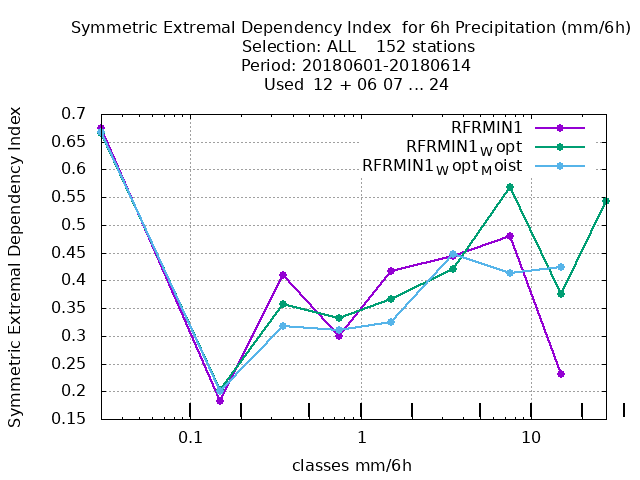 Symmetric Extremal Dependency Index  for 6h Precipitation (mm/6h)
Selection: ALL    152 stations
Period: 20180601-20180614
Used  12 + 06 07 ... 24
Symmetric Extremal Dependency Index
0.7
0.65
0.6
0.55
0.5
0.45
0.4
0.35
0.3
0.25
0.2
0.15
RFRMIN1
RFRMIN1Wopt
RFRMIN1WoptMoist
0.1
1
10
classes mm/6h